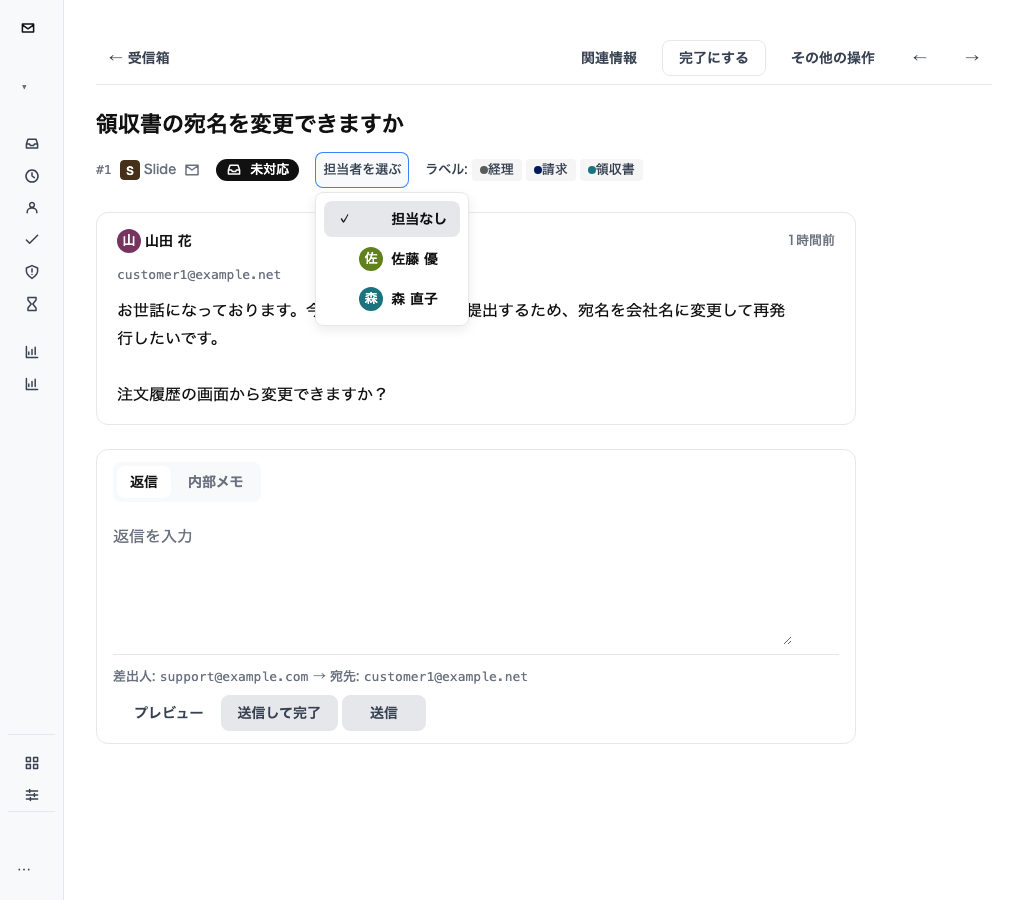 ← 受信箱
関連情報
完了にする
その他の操作
←
→
領収書の宛名を変更できますか
#1
S
Slide
未対応
担当者を選ぶ
ラベル:
経理
請求
領収書
✓ 担当なし
佐 佐藤 優
森 森 直子
山 山田 花
1時間前
customer1@example.net
お世話になっております。今
提出するため、宛名を会社名に変更して再発
行したいです。
注文履歴の画面から変更できますか？
返信
内部メモ
返信を入力
差出人: support@example.com → 宛先: customer1@example.net
プレビュー
送信して完了
送信
…